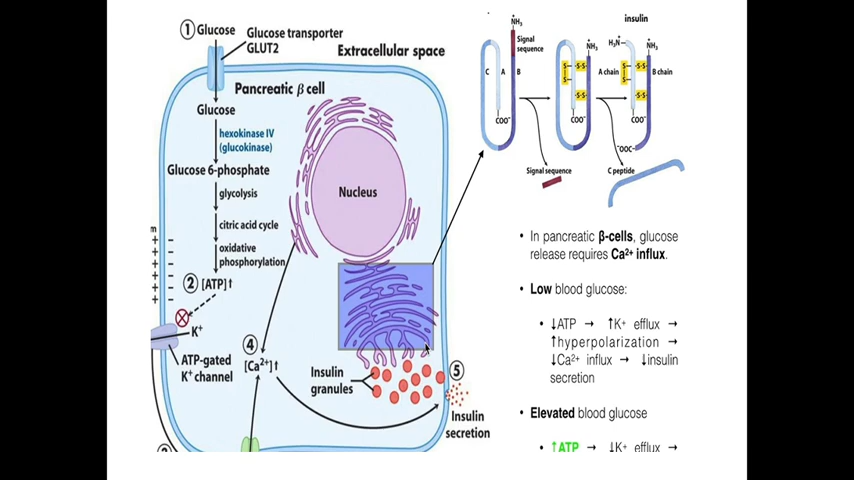 ① Glucose
Glucose transporter
GLUT2
Extracellular space
Pancreatic β cell
Glucose
hexokinase IV
(glucokinase)
Glucose 6-phosphate
glycolysis
citric acid cycle
oxidative
phosphorylation
② [ATP]↑
K⁺
ATP-gated
K⁺ channel
Nucleus
④
[Ca²⁺]↑
Insulin
granules
⑤
Insulin
secretion
m
+ −
+ −
+ −
+ −
+ −
+ −
+ −
NH₃
+
Signal
sequence
C A B
COO⁻
Signal sequence
NH₃
+
S
S
S-S
S-S
COO⁻
insulin
H₃N
+
NH₃
+
A chain
S
S
S-S
S-S
B chain
COO⁻
⁻OOC
C peptide
• In pancreatic β-cells, glucose
release requires Ca²⁺ influx.
• Low blood glucose:
• ↓ATP → ↑K⁺ efflux →
↑hyperpolarization →
↓Ca²⁺ influx → ↓insulin
secretion
• Elevated blood glucose
• ↑ATP → ↓K⁺ efflux →